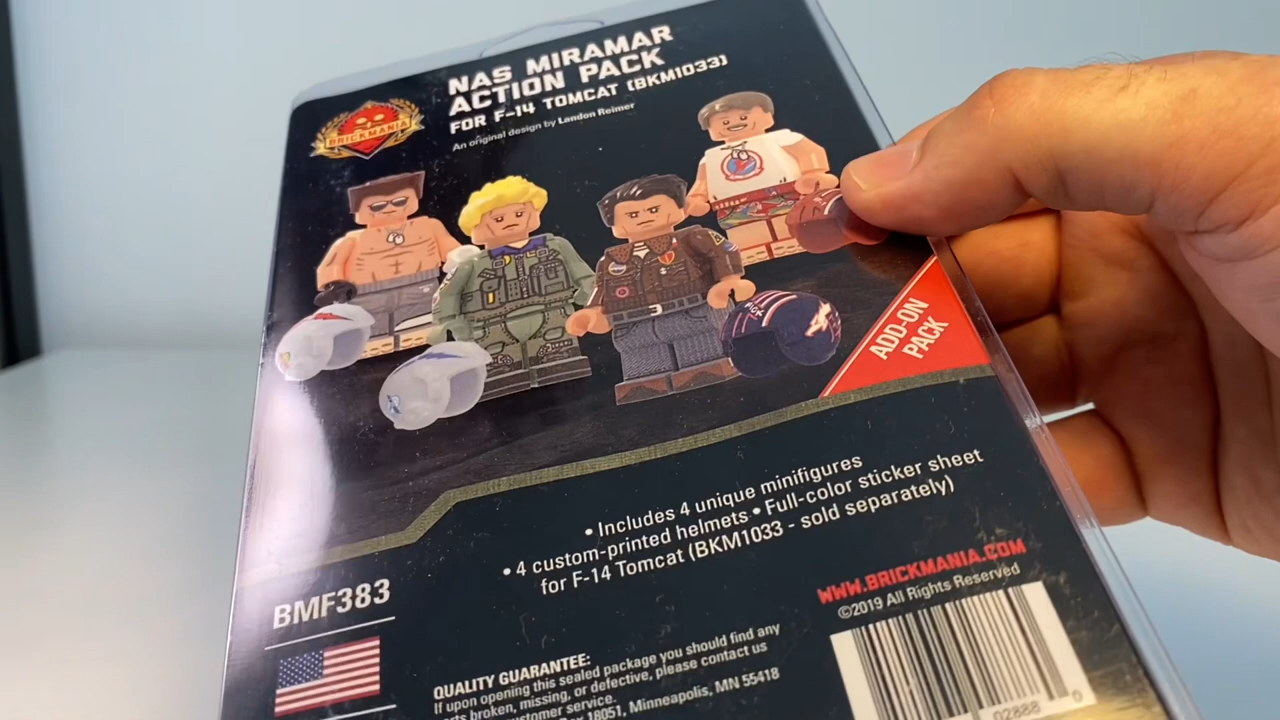 NAS MIRAMAR
ACTION PACK
FOR F-14 TOMCAT (BKM1033)
An original design by Landon Reimer
BRICKMANIA
ADD-ON
PACK
• Includes 4 unique minifigures
• 4 custom-printed helmets • Full-color sticker sheet
for F-14 Tomcat (BKM1033 - sold separately)
BMF383
WWW.BRICKMANIA.COM
©2019 All Rights Reserved
QUALITY GUARANTEE:
If upon opening this sealed package you should find any
broken, missing, or defective, please contact us
customer service.
18051, Minneapolis, MN 55418
02888 0